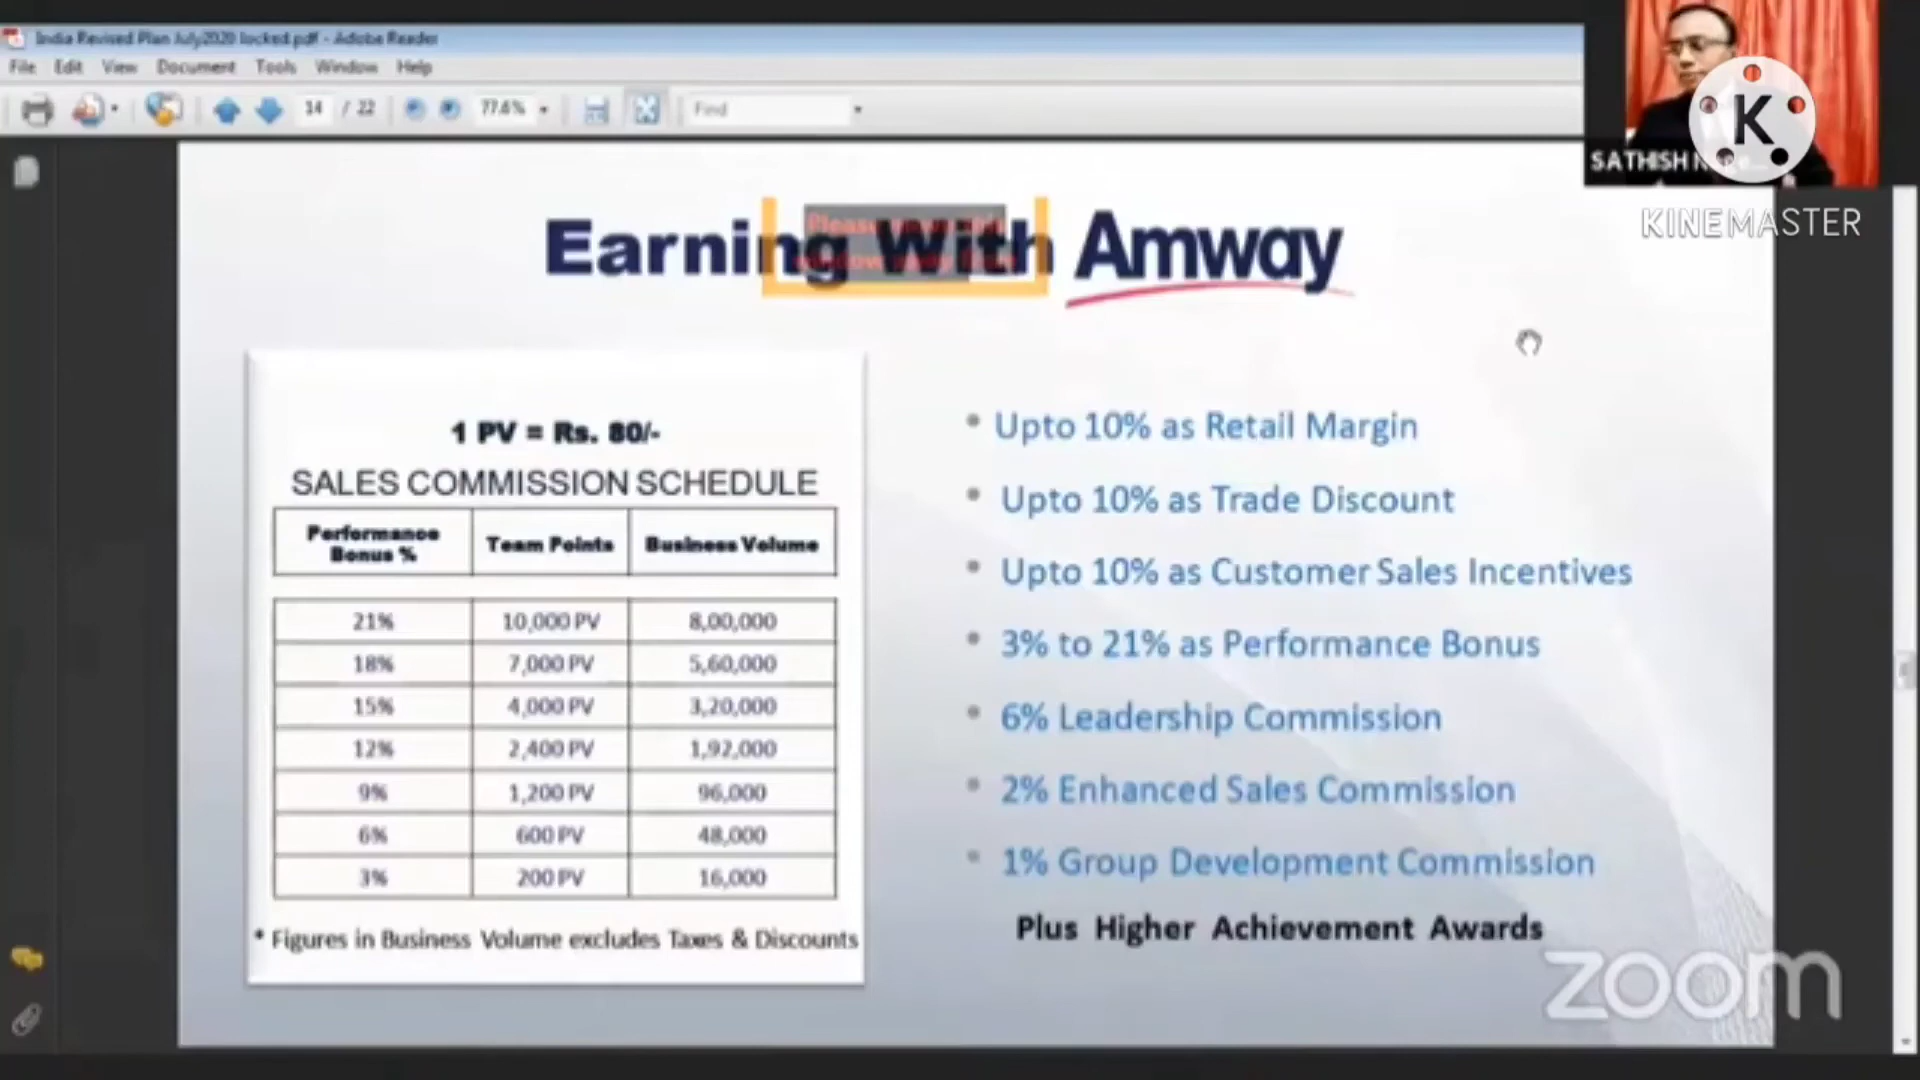 India Revised Plan July2020 locked.pdf - Adobe Reader
File Edit View Document Tools Window Help
14 / 22 77.6% Find
SATHISH
K
KINEMASTER
Earning With Amway
Please
1 PV = Rs. 80/-
SALES COMMISSION SCHEDULE
Performance Bonus % Team Points Business Volume
21% 10,000 PV 8,00,000
18% 7,000 PV 5,60,000
15% 4,000 PV 3,20,000
12% 2,400 PV 1,92,000
9% 1,200 PV 96,000
6% 600 PV 48,000
3% 200 PV 16,000
* Figures in Business Volume excludes Taxes & Discounts
• Upto 10% as Retail Margin
• Upto 10% as Trade Discount
• Upto 10% as Customer Sales Incentives
• 3% to 21% as Performance Bonus
• 6% Leadership Commission
• 2% Enhanced Sales Commission
• 1% Group Development Commission
Plus Higher Achievement Awards
zoom